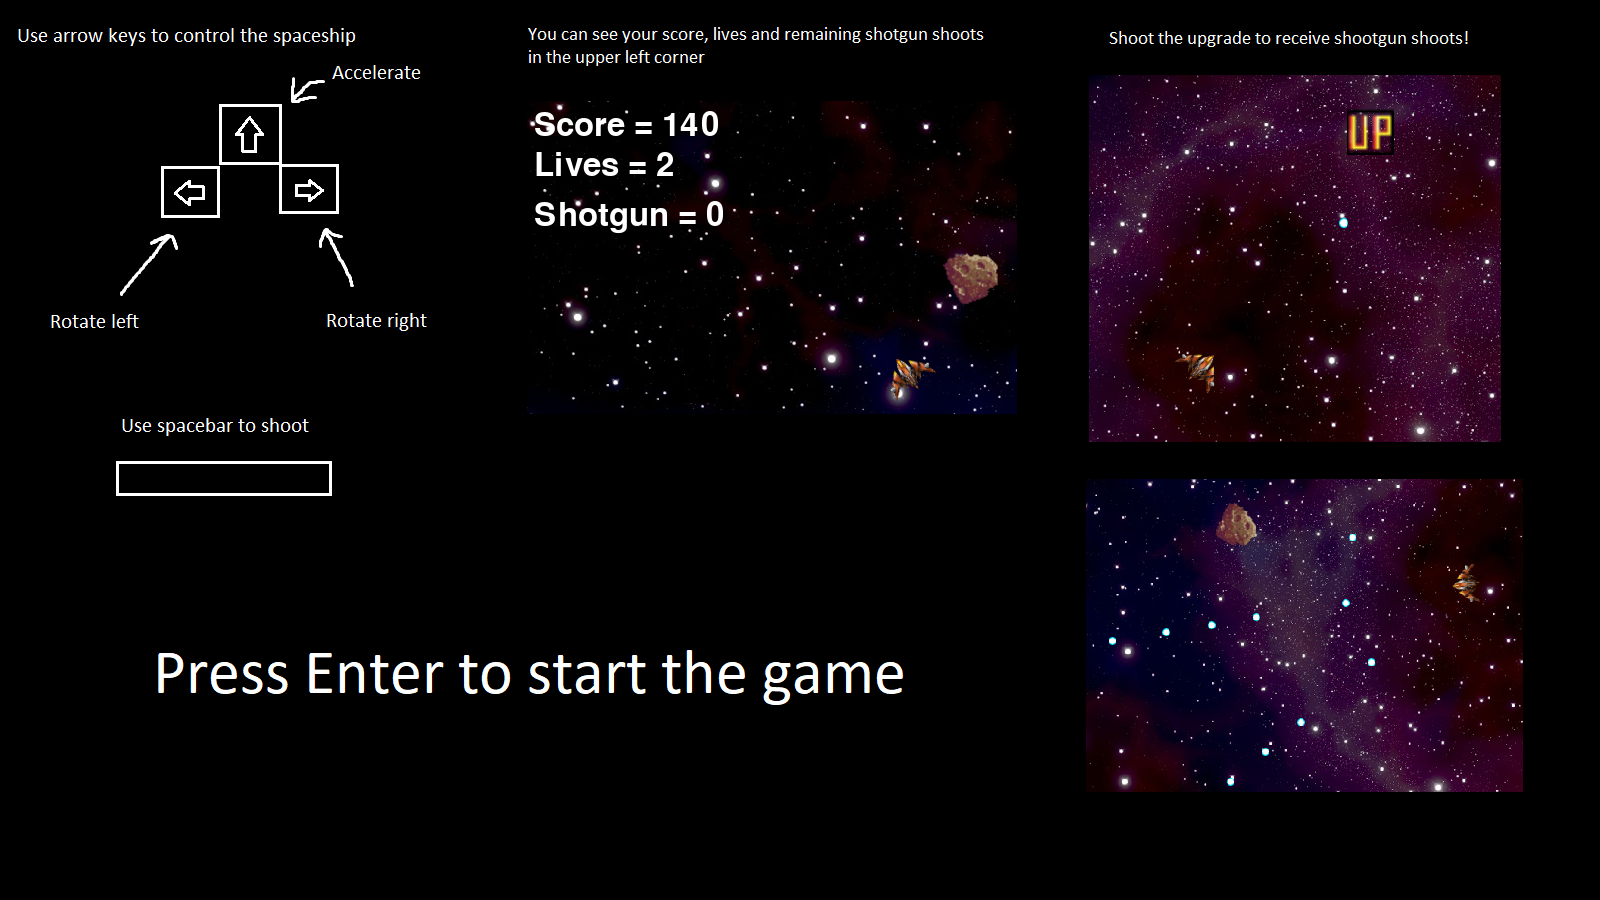 Use arrow keys to control the spaceship
Accelerate
Rotate left
Rotate right
Use spacebar to shoot
You can see your score, lives and remaining shotgun shoots
in the upper left corner
Score = 140
Lives = 2
Shotgun = 0
Shoot the upgrade to receive shootgun shoots!
UP
Press Enter to start the game